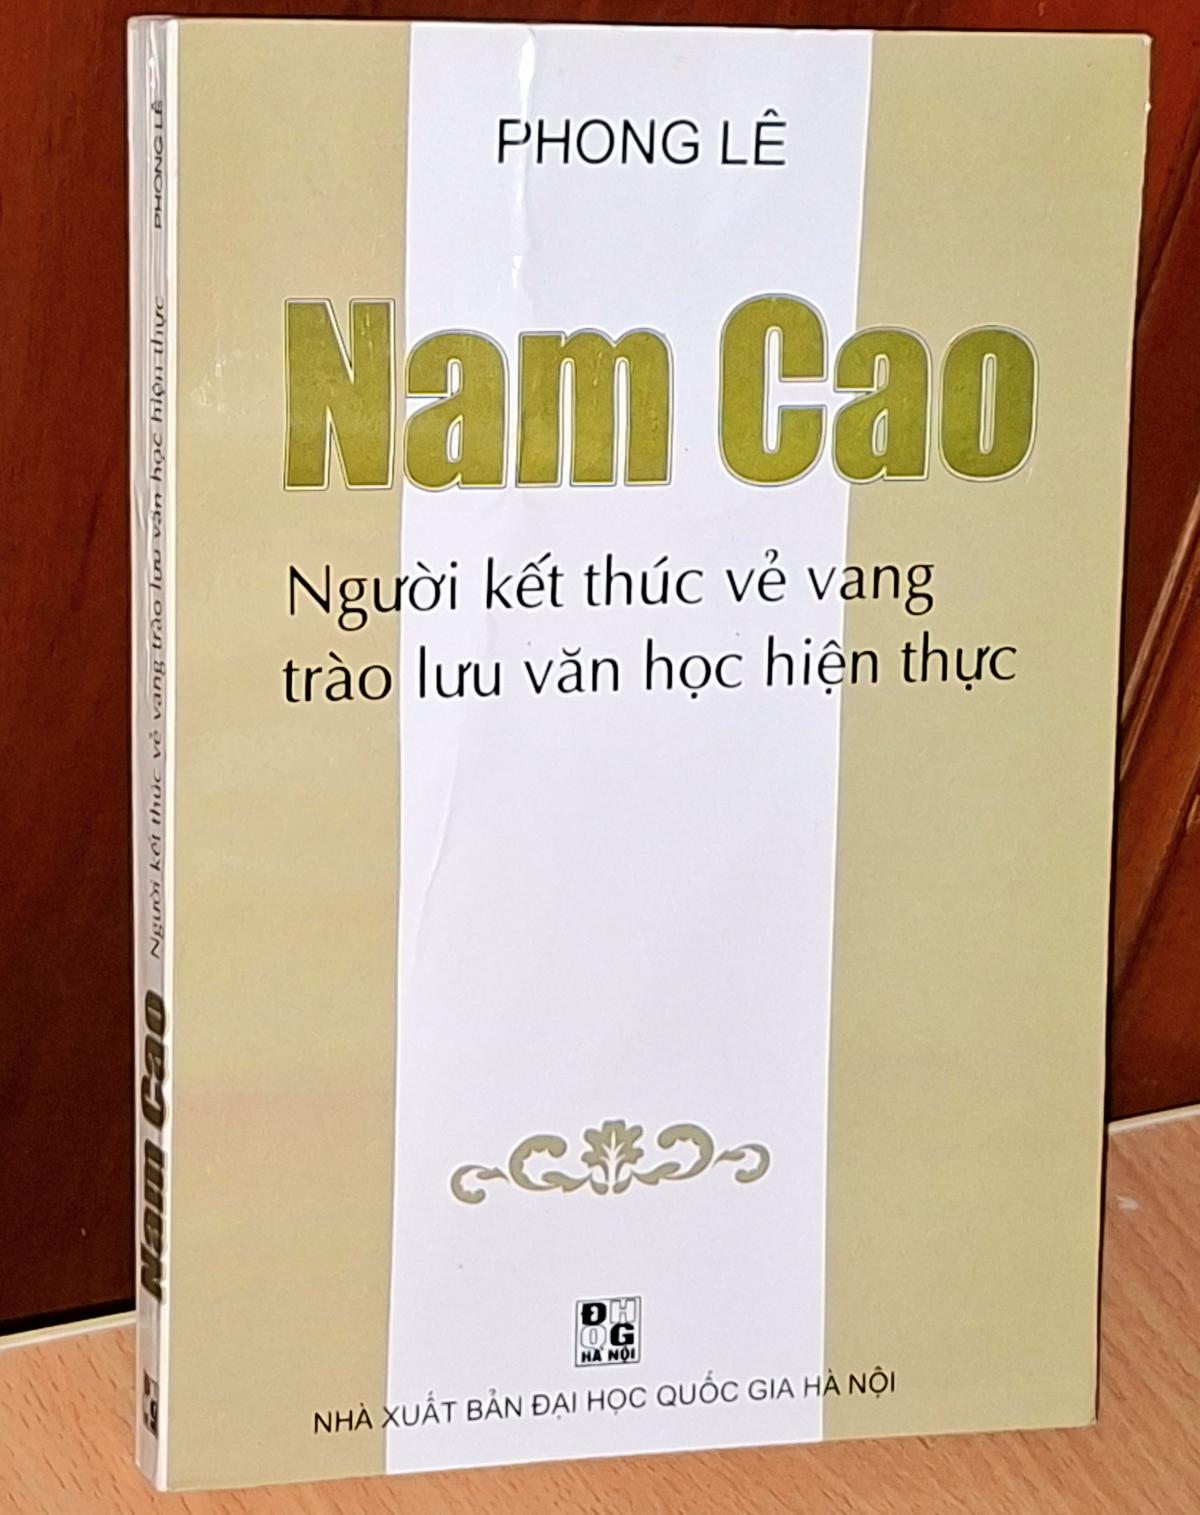 PHONG LÊ
Nam Cao
Người kết thúc vẻ vang
trào lưu văn học hiện thực
ĐH
QG
HÀ NỘI
NHÀ XUẤT BẢN ĐẠI HỌC QUỐC GIA HÀ NỘI
Nam Cao Người kết thúc vẻ vang trào lưu văn học hiện thực PHONG LÊ